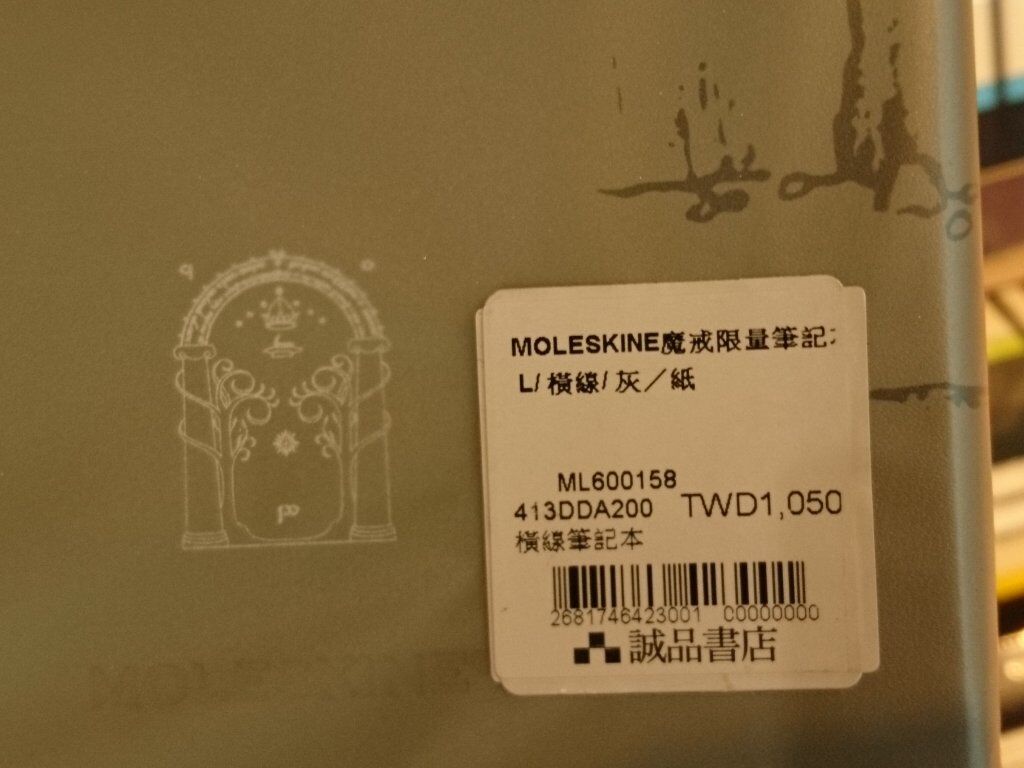 MOLESKINE魔戒限量筆記
L/橫線/灰／紙
ML600158
413DDA200 TWD1,050
橫線筆記本
2681746423001 00000000
誠品書店
MOLESKINE